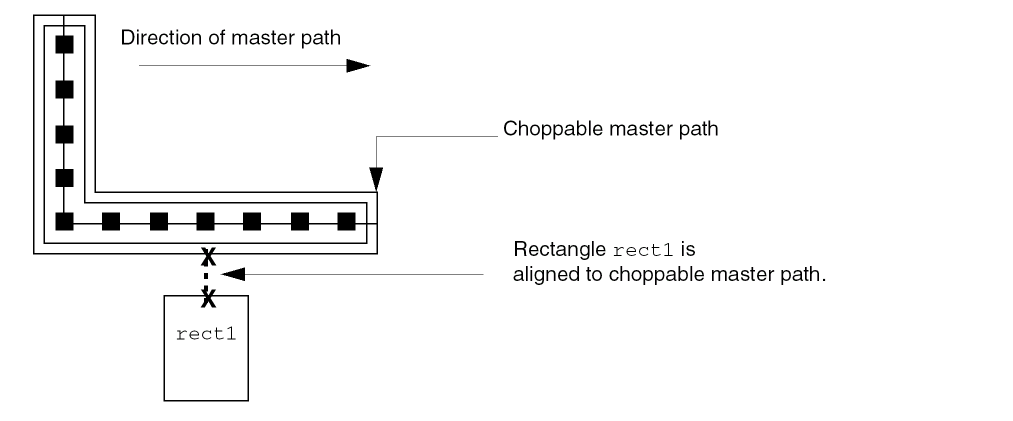 Direction of master path
Choppable master path
Rectangle rect1 is
aligned to choppable master path.
X
X
rect1